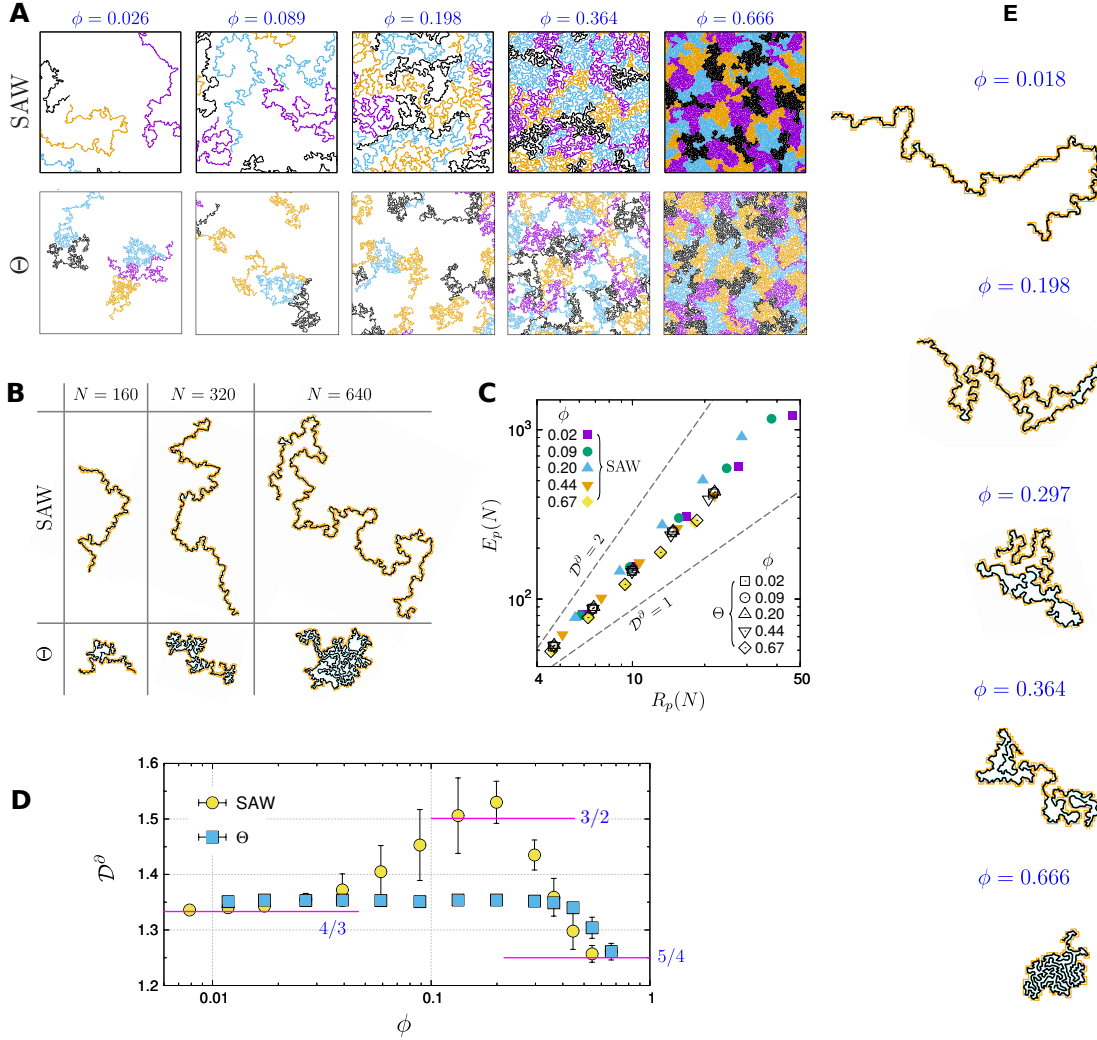 A
ϕ = 0.026
ϕ = 0.089
ϕ = 0.198
ϕ = 0.364
ϕ = 0.666
SAW
Θ
B
N = 160
N = 320
N = 640
SAW
Θ
C
ϕ
0.02
0.09
0.20
0.44
0.67
SAW
𝒟^∂ = 2
𝒟^∂ = 1
ϕ
0.02
0.09
0.20
0.44
0.67
Θ
10^3
10^2
E_p(N)
4
10
50
R_p(N)
D
1.6
1.5
1.4
1.3
1.2
𝒟^∂
SAW
Θ
3/2
4/3
5/4
0.01
0.1
1
ϕ
E
ϕ = 0.018
ϕ = 0.198
ϕ = 0.297
ϕ = 0.364
ϕ = 0.666